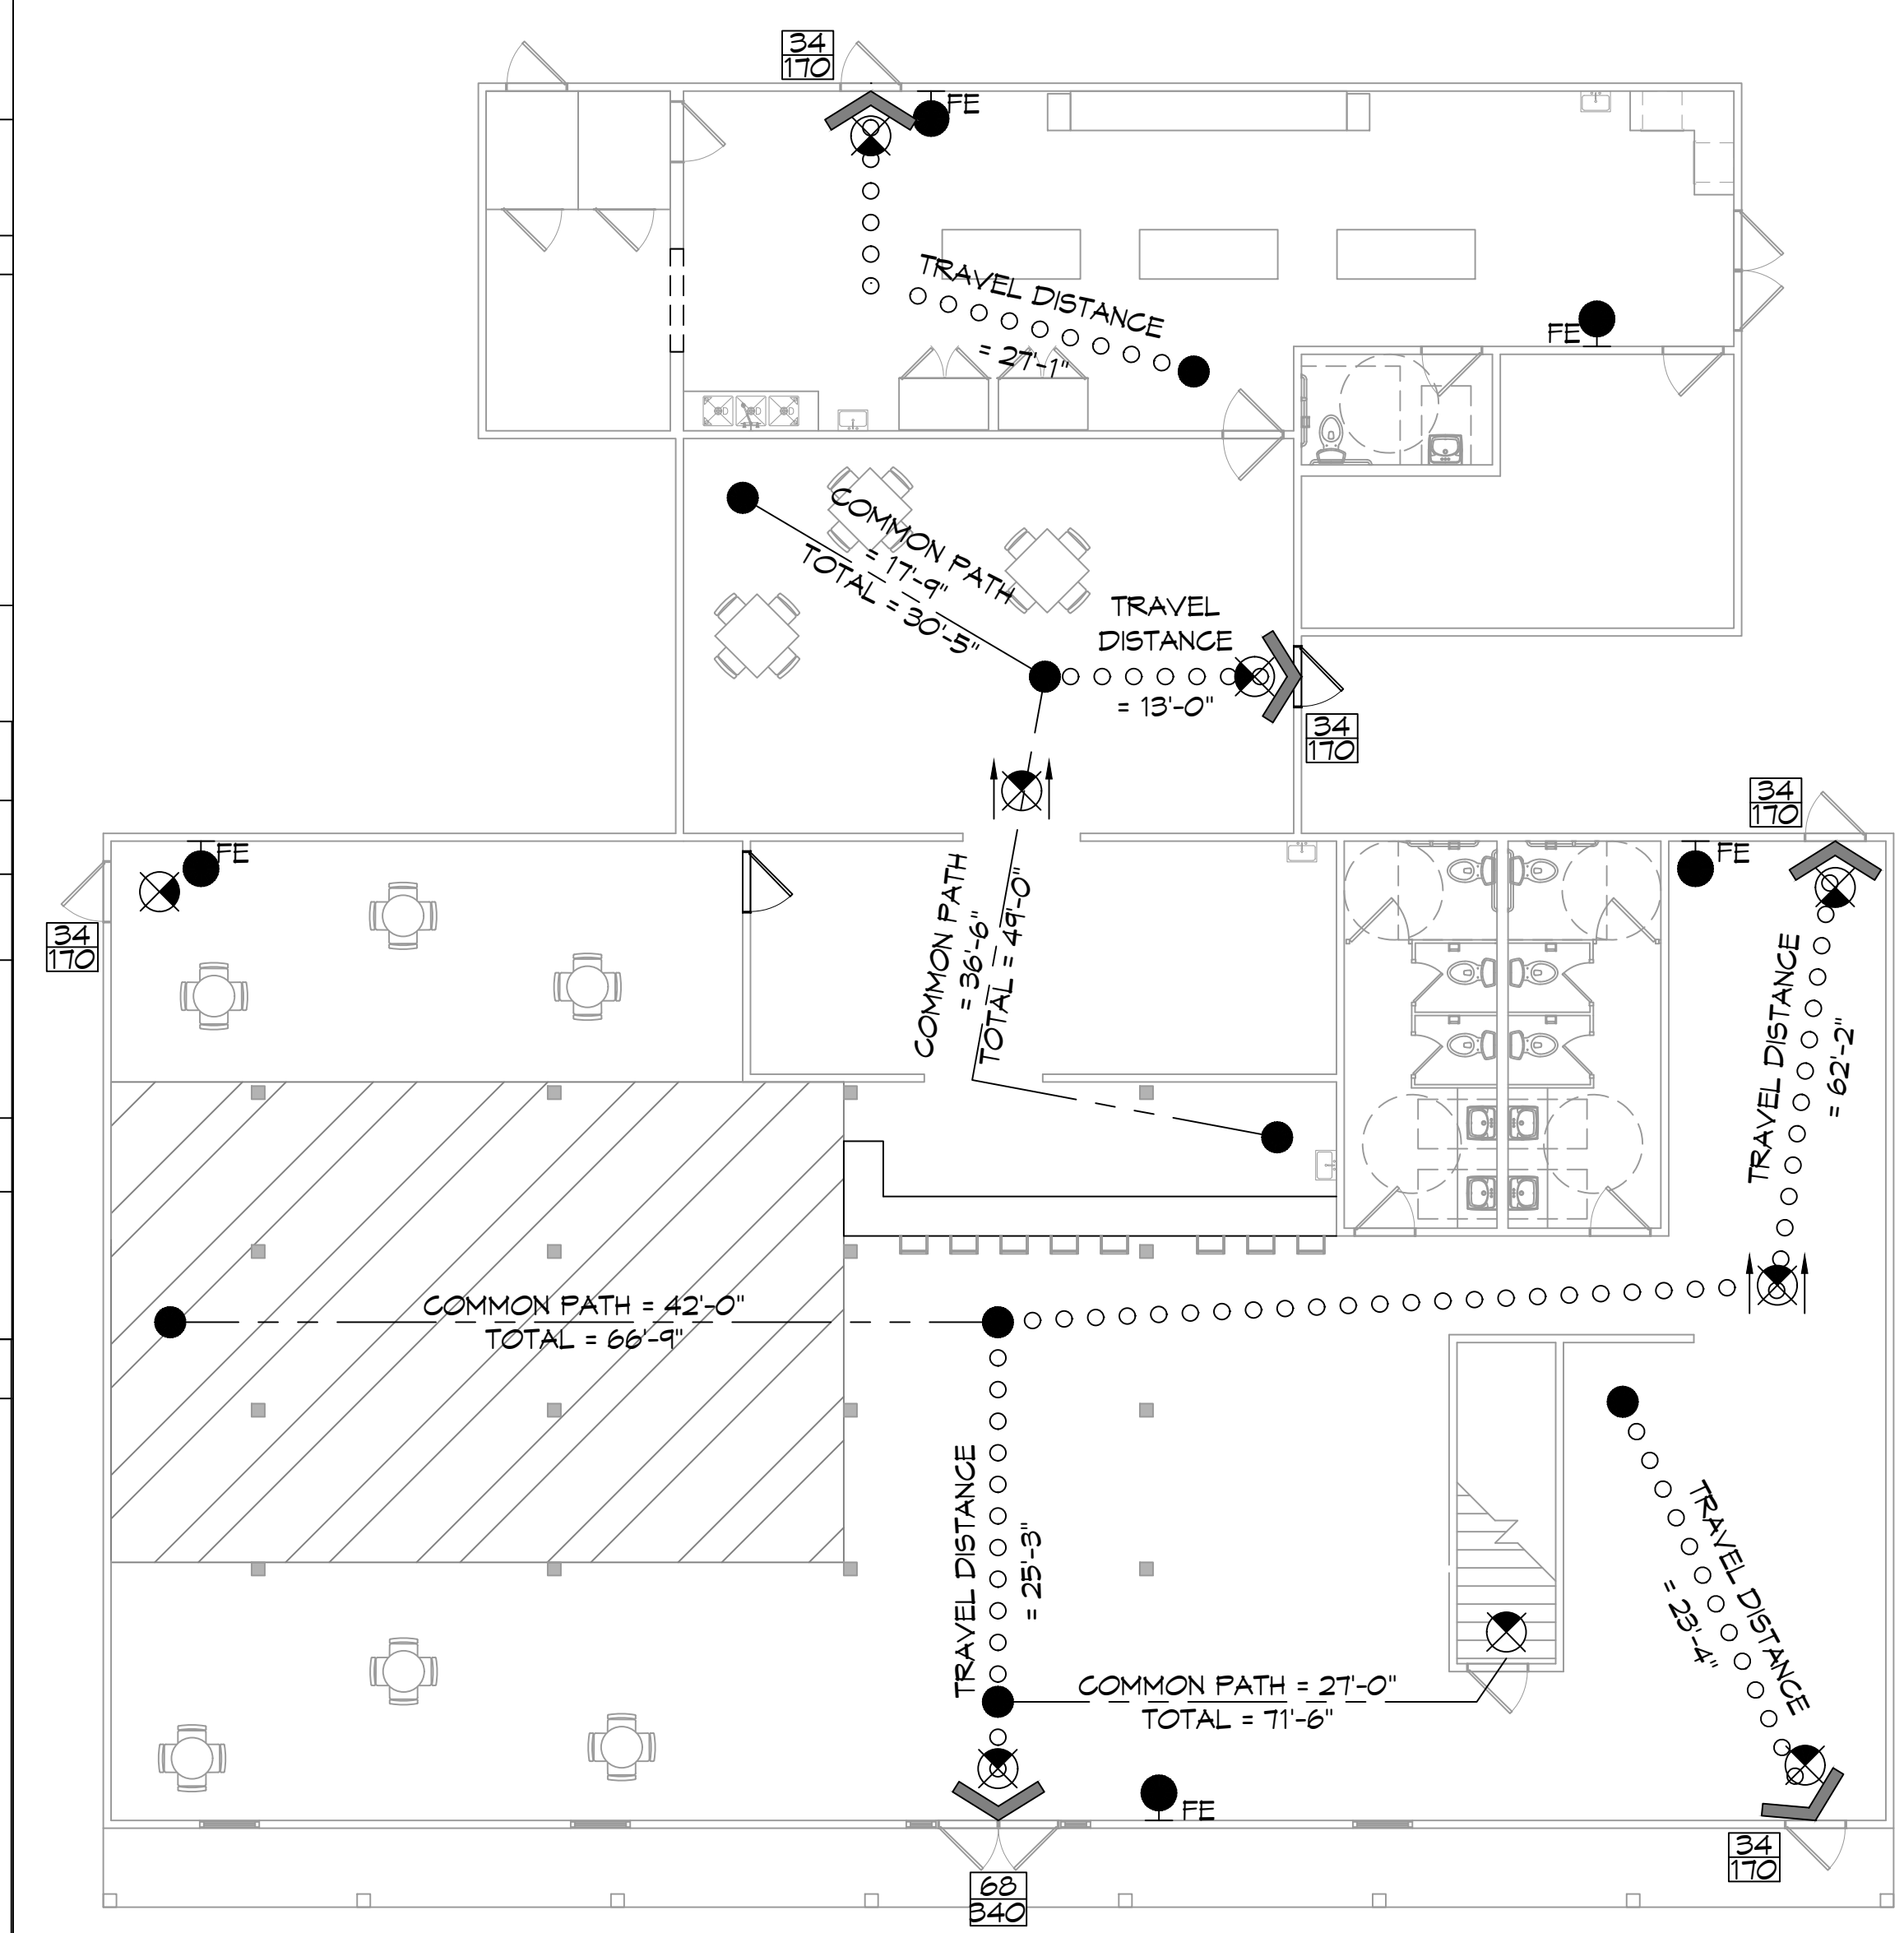 34
170
FE
TRAVEL DISTANCE
= 27'-1"
FE
COMMON PATH
= 17'-9"
TOTAL = 30'-5"
TRAVEL
DISTANCE
= 13'-0"
34
170
34
170
FE
FE
34
170
COMMON PATH
= 36'-6"
TOTAL = 49'-0"
TRAVEL DISTANCE
= 62'-2"
COMMON PATH = 42'-0"
TOTAL = 66'-9"
TRAVEL DISTANCE
= 25'-3"
TRAVEL DISTANCE
= 23'-4"
COMMON PATH = 27'-0"
TOTAL = 71'-6"
FE
34
170
68
340